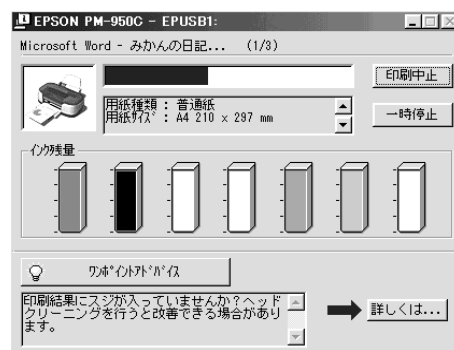 EPSON PM-950C - EPUSB1:
Microsoft Word - みかんの日記... (1/3)
印刷中止
用紙種類 : 普通紙
用紙ｻｲｽﾞ : A4 210 x 297 mm
一時停止
ｲﾝｸ残量
ﾜﾝﾎﾟｲﾝﾄｱﾄﾞﾊﾞｲｽ
印刷結果にスジが入っていませんか？ヘッド
クリーニングを行うと改善できる場合があり
ます。
詳しくは...